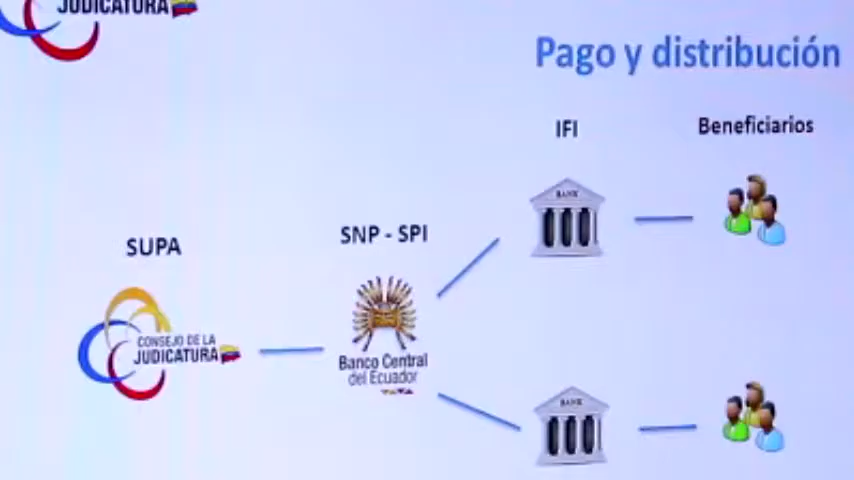 JUDICATURA
Pago y distribución
IFI
Beneficiarios
BANK
SNP - SPI
SUPA
CONSEJO DE LA
JUDICATURA
Banco Central
del Ecuador
BANK